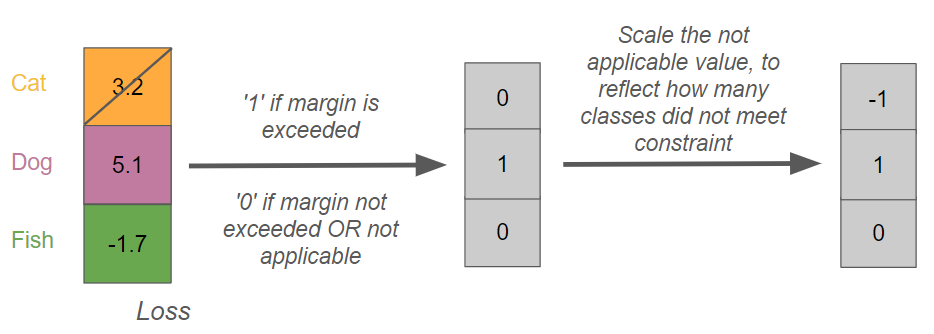 Cat
3.2
Dog
5.1
Fish
-1.7
Loss
'1' if margin is
exceeded
'0' if margin not
exceeded OR not
applicable
0
1
0
Scale the not
applicable value, to
reflect how many
classes did not meet
constraint
-1
1
0